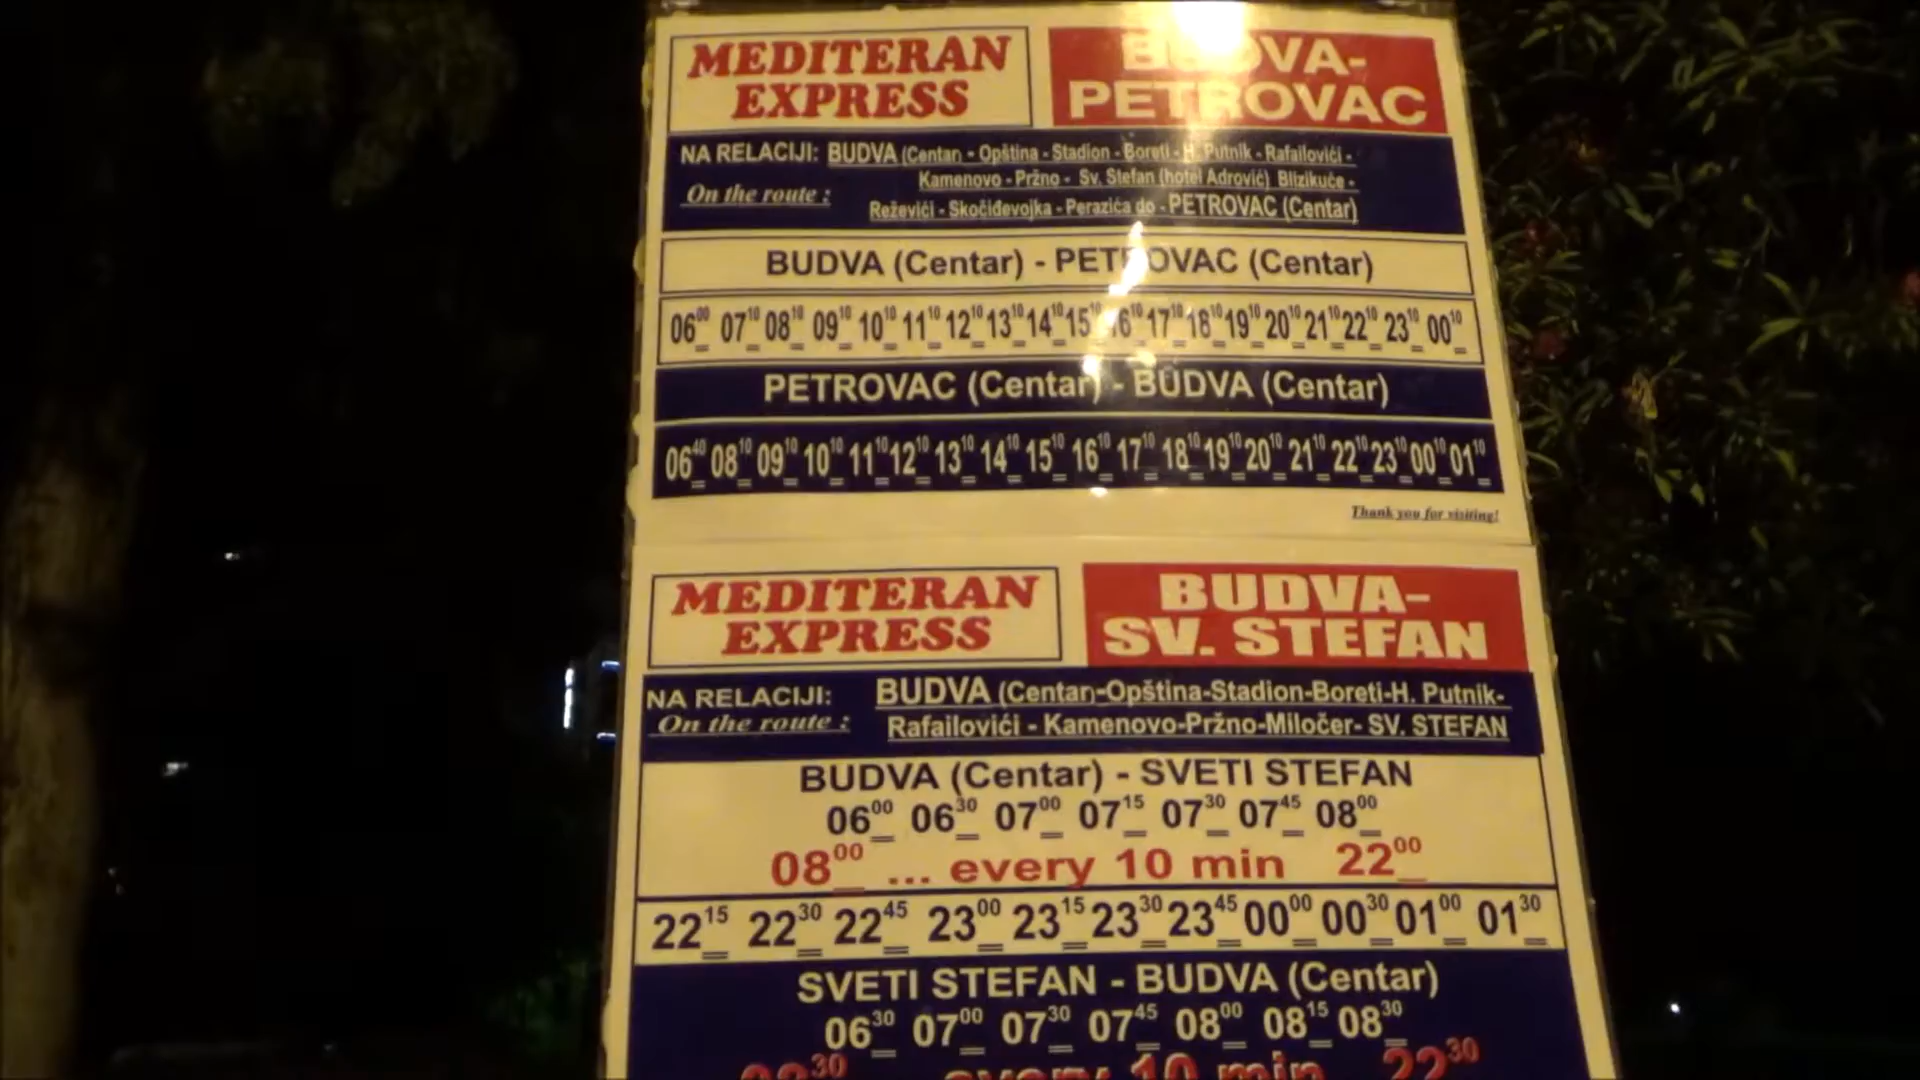 MEDITERAN
EXPRESS
BUDVA-
PETROVAC
NA RELACIJI: BUDVA (Centar) - Opština - Stadion - Boreti - H. Putnik - Rafailovići -
On the route :
Kamenovo - Pržno - Sv. Stefan (hotel Adrović) Blizikuće -
Reževići - Skočiđevojka - Perazića do - PETROVAC (Centar)
BUDVA (Centar) - PETROVAC (Centar)
06⁰⁰ 07¹⁰ 08¹⁰ 09¹⁰ 10¹⁰ 11¹⁰ 12¹⁰ 13¹⁰ 14¹⁰ 15¹⁰ 16¹⁰ 17¹⁰ 18¹⁰ 19¹⁰ 20¹⁰ 21¹⁰ 22¹⁰ 23¹⁰ 00¹⁰
PETROVAC (Centar) - BUDVA (Centar)
06⁴⁰ 08¹⁰ 09¹⁰ 10¹⁰ 11¹⁰ 12¹⁰ 13¹⁰ 14¹⁰ 15¹⁰ 16¹⁰ 17¹⁰ 18¹⁰ 19¹⁰ 20¹⁰ 21¹⁰ 22¹⁰ 23¹⁰ 00¹⁰ 01¹⁰
Thank you for visiting!
MEDITERAN
EXPRESS
BUDVA-
SV. STEFAN
NA RELACIJI: BUDVA (Centar)-Opština-Stadion-Boreti-H. Putnik-
On the route : Rafailovići - Kamenovo-Pržno-Miločer- SV. STEFAN
BUDVA (Centar) - SVETI STEFAN
06⁰⁰ 06³⁰ 07⁰⁰ 07¹⁵ 07³⁰ 07⁴⁵ 08⁰⁰
08⁰⁰ ... every 10 min 22⁰⁰
22¹⁵ 22³⁰ 22⁴⁵ 23⁰⁰ 23¹⁵ 23³⁰ 23⁴⁵ 00⁰⁰ 00³⁰ 01⁰⁰ 01³⁰
SVETI STEFAN - BUDVA (Centar)
06³⁰ 07⁰⁰ 07³⁰ 07⁴⁵ 08⁰⁰ 08¹⁵ 08³⁰
08³⁰ every 10 min 22³⁰